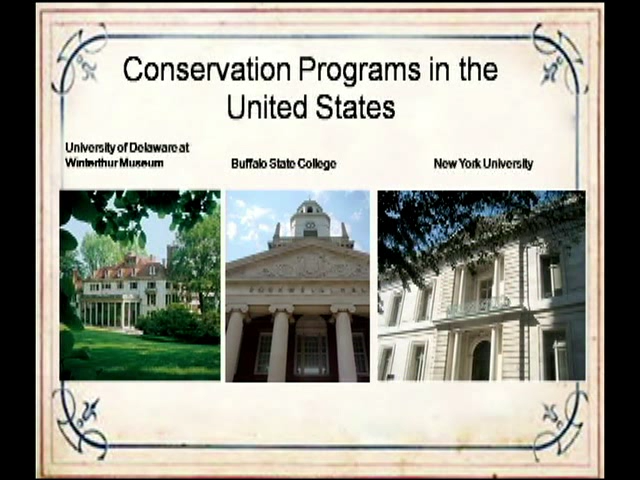 Conservation Programs in the
United States
University of Delaware at
Winterthur Museum
Buffalo State College
New York University